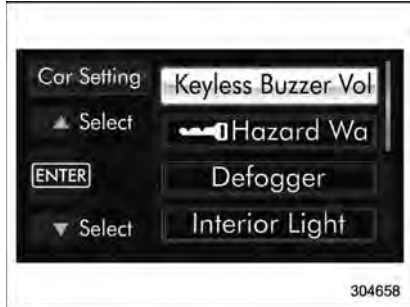 Car Setting
Keyless Buzzer Vol
▲ Select
Hazard Wa
ENTER
Defogger
▼ Select
Interior Light
304658